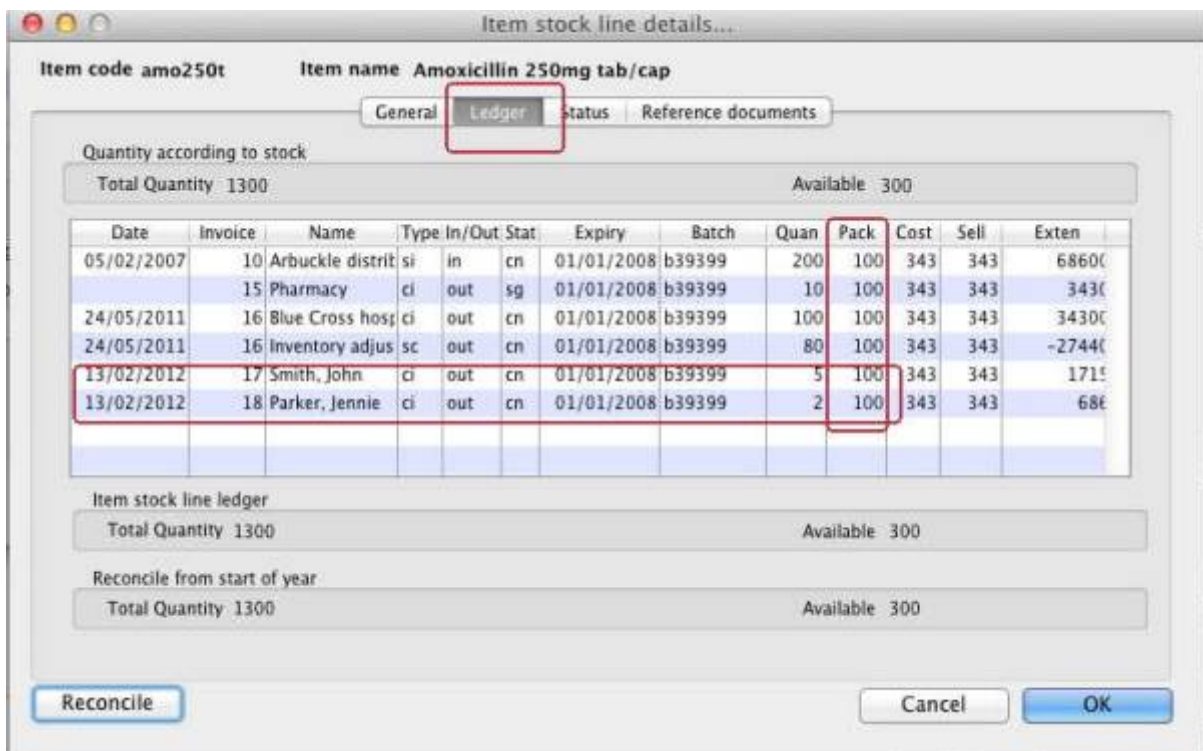 Item stock line details...
Item code amo250t Item name Amoxicillin 250mg tab/cap
General Ledger Status Reference documents
Quantity according to stock
Total Quantity 1300 Available 300
Date Invoice Name Type In/Out Stat Expiry Batch Quan Pack Cost Sell Exten
05/02/2007 10 Arbuckle distrit si in cn 01/01/2008 b39399 200 100 343 343 68600
15 Pharmacy ci out sg 01/01/2008 b39399 10 100 343 343 3430
24/05/2011 16 Blue Cross hosp ci out cn 01/01/2008 b39399 100 100 343 343 34300
24/05/2011 16 Inventory adjus sc out cn 01/01/2008 b39399 80 100 343 343 -27440
13/02/2012 17 Smith, John ci out cn 01/01/2008 b39399 5 100 343 343 1715
13/02/2012 18 Parker, Jennie ci out cn 01/01/2008 b39399 2 100 343 343 686
Item stock line ledger
Total Quantity 1300 Available 300
Reconcile from start of year
Total Quantity 1300 Available 300
Reconcile Cancel OK